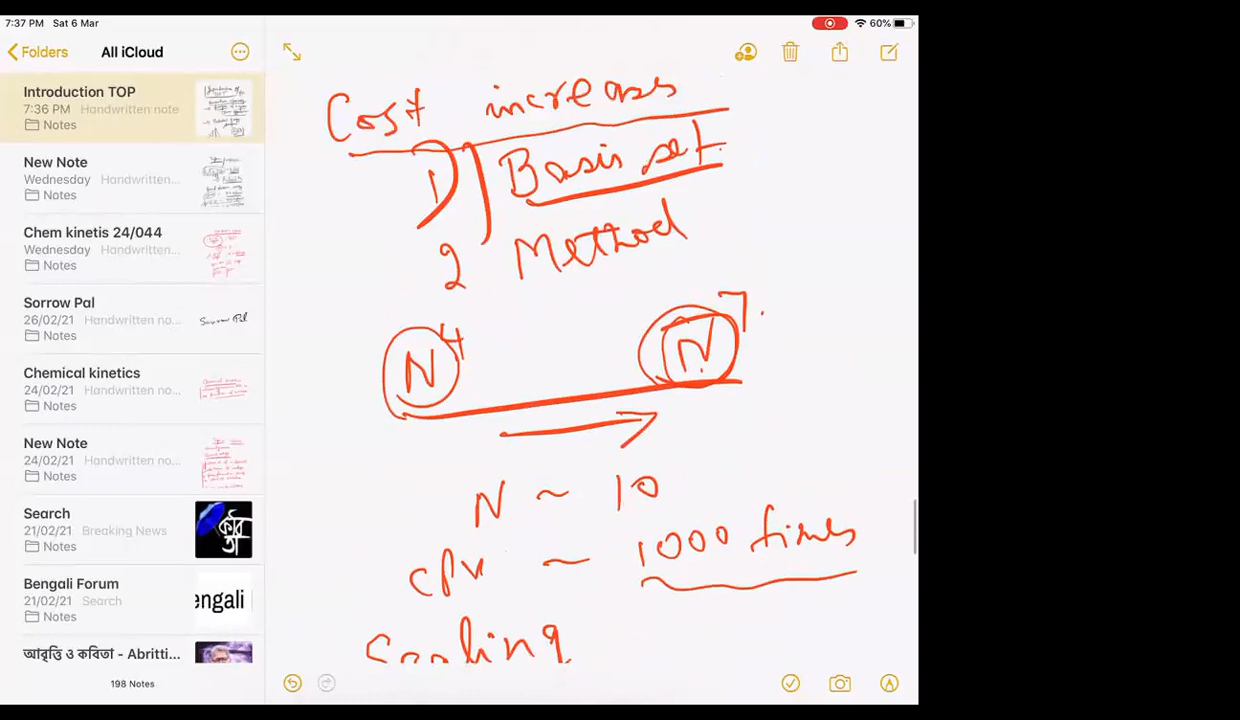 7:37 PM Sat 6 Mar
60%
Folders
All iCloud
Introduction TOP
7:36 PM Handwritten note
Notes
New Note
Wednesday Handwritten...
Notes
Chem kinetis 24/044
Wednesday Handwritten...
Notes
Sorrow Pal
26/02/21 Handwritten no...
Notes
Chemical kinetics
24/02/21 Handwritten no...
Notes
New Note
24/02/21 Handwritten no...
Notes
Search
21/02/21 Breaking News
Notes
Bengali Forum
21/02/21 Search
Notes
আবৃত্তি ও কবিতা - Abritti...
198 Notes
Cost increases
1) Basis set
2 Method
N4 N7
N ~ 10
CPU ~ 1000 times
Scaling